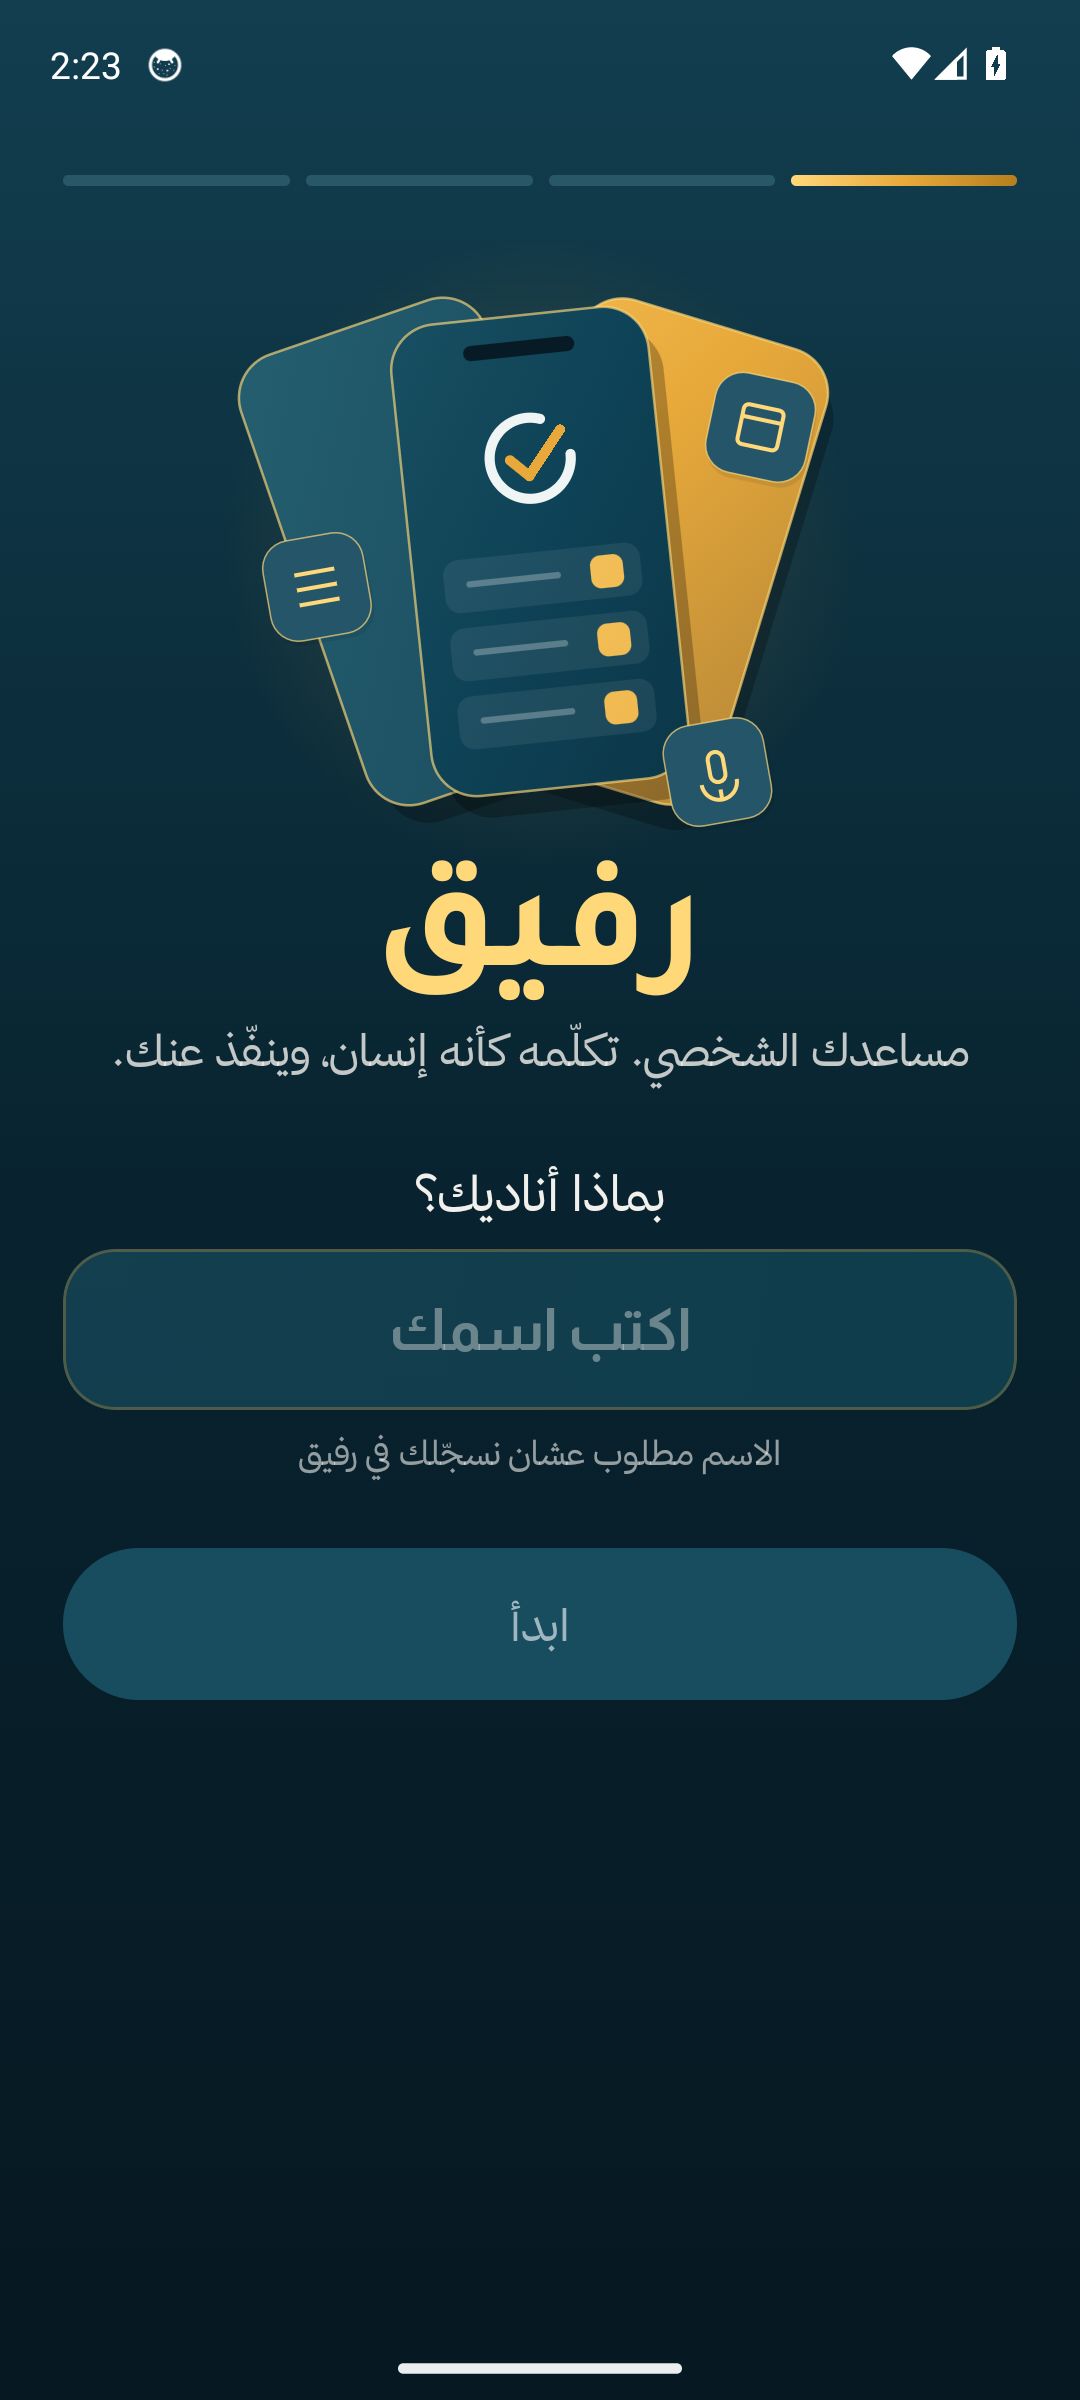 2:23
رفيق
مساعدك الشخصي. تكلّمه كأنه إنسان، وينفّذ عنك.
بماذا أناديك؟
اكتب اسمك
الاسم مطلوب عشان نسجّلك في رفيق
ابدأ